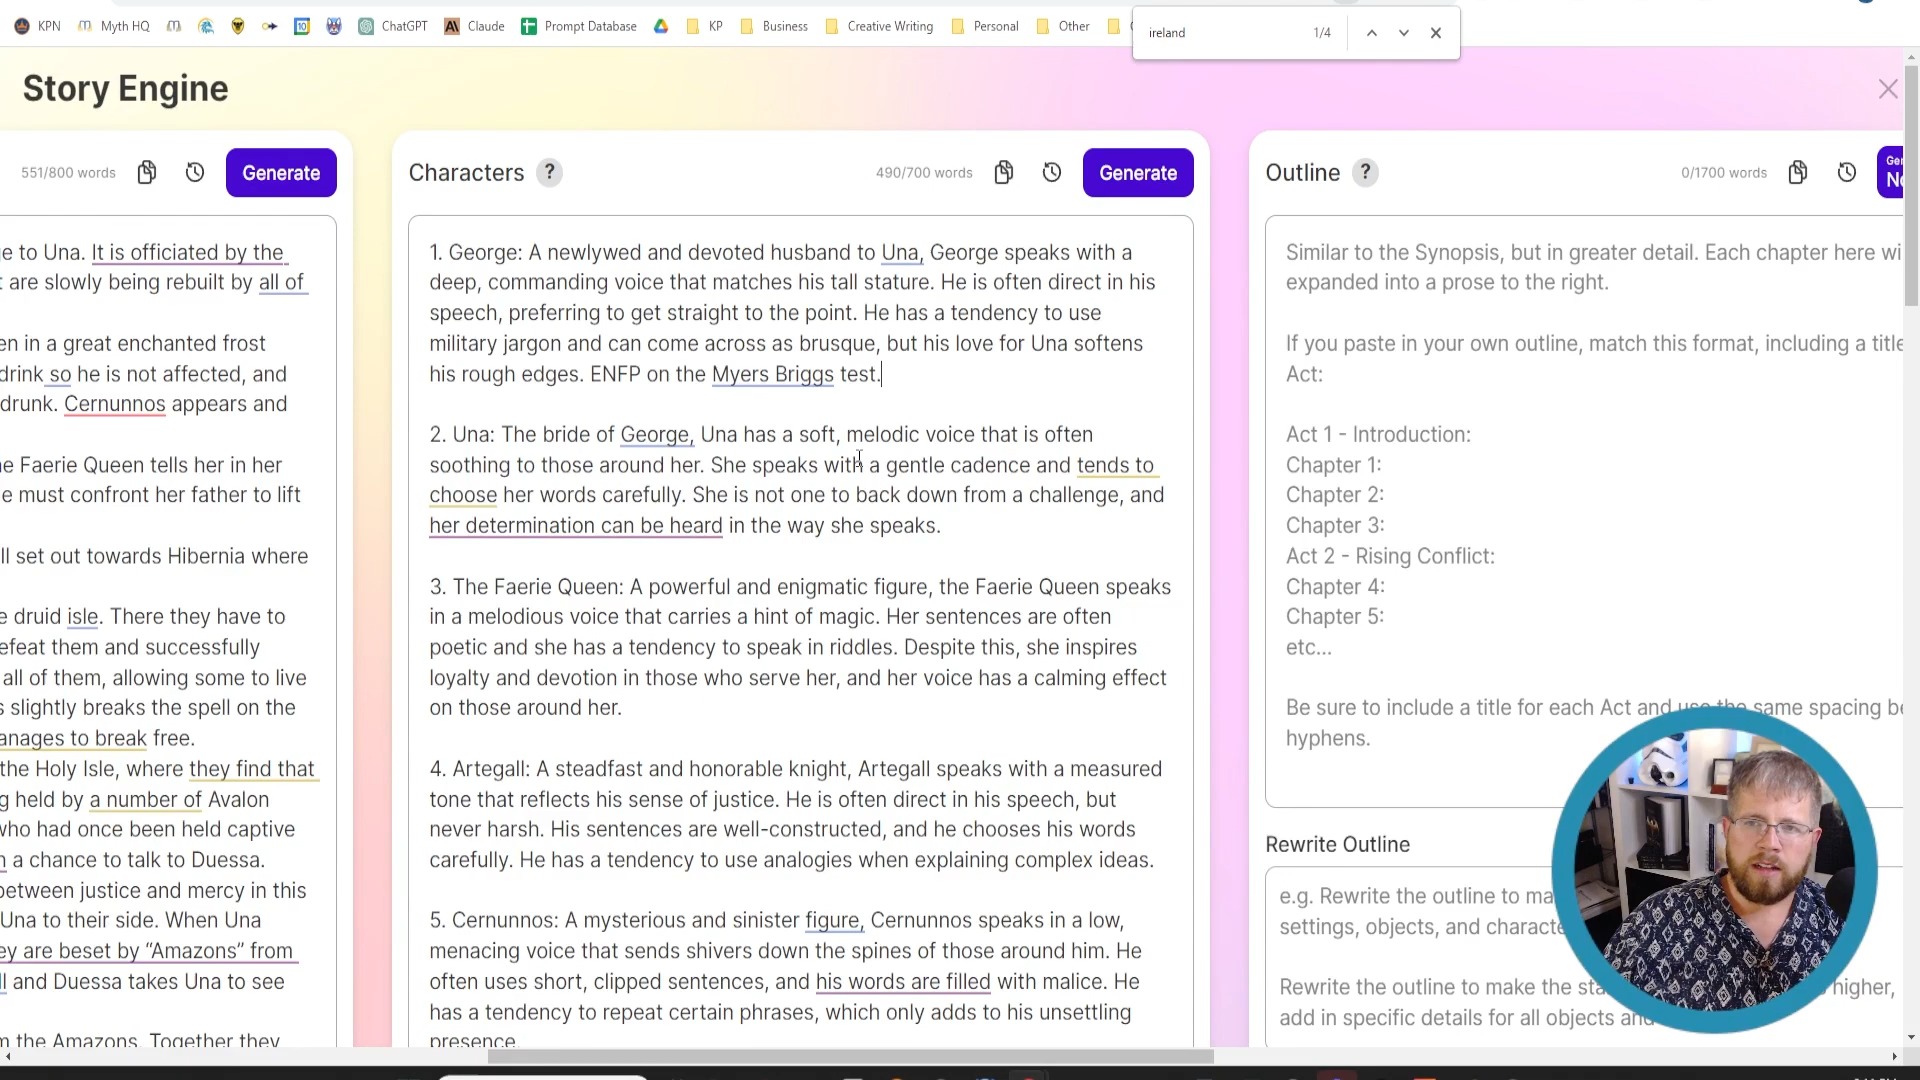 KPN
Myth HQ
ChatGPT
Claude
Prompt Database
KP
Business
Creative Writing
Personal
Other
ireland
1/4
Story Engine
551/800 words
Generate
e to Una. It is officiated by the
are slowly being rebuilt by all of
en in a great enchanted frost
drink so he is not affected, and
drunk. Cernunnos appears and
e Faerie Queen tells her in her
e must confront her father to lift
ll set out towards Hibernia where
e druid isle. There they have to
efeat them and successfully
all of them, allowing some to live
s slightly breaks the spell on the
anages to break free.
the Holy Isle, where they find that
g held by a number of Avalon
who had once been held captive
a chance to talk to Duessa.
between justice and mercy in this
Una to their side. When Una
ey are beset by “Amazons” from
ll and Duessa takes Una to see
m the Amazons. Together they
Characters ?
490/700 words
Generate
1. George: A newlywed and devoted husband to Una, George speaks with a
deep, commanding voice that matches his tall stature. He is often direct in his
speech, preferring to get straight to the point. He has a tendency to use
military jargon and can come across as brusque, but his love for Una softens
his rough edges. ENFP on the Myers Briggs test.
2. Una: The bride of George, Una has a soft, melodic voice that is often
soothing to those around her. She speaks with a gentle cadence and tends to
choose her words carefully. She is not one to back down from a challenge, and
her determination can be heard in the way she speaks.
3. The Faerie Queen: A powerful and enigmatic figure, the Faerie Queen speaks
in a melodious voice that carries a hint of magic. Her sentences are often
poetic and she has a tendency to speak in riddles. Despite this, she inspires
loyalty and devotion in those who serve her, and her voice has a calming effect
on those around her.
4. Artegall: A steadfast and honorable knight, Artegall speaks with a measured
tone that reflects his sense of justice. He is often direct in his speech, but
never harsh. His sentences are well-constructed, and he chooses his words
carefully. He has a tendency to use analogies when explaining complex ideas.
5. Cernunnos: A mysterious and sinister figure, Cernunnos speaks in a low,
menacing voice that sends shivers down the spines of those around him. He
often uses short, clipped sentences, and his words are filled with malice. He
has a tendency to repeat certain phrases, which only adds to his unsettling
presence.
Outline ?
0/1700 words
Similar to the Synopsis, but in greater detail. Each chapter here wi
expanded into a prose to the right.
If you paste in your own outline, match this format, including a title
Act:
Act 1 - Introduction:
Chapter 1:
Chapter 2:
Chapter 3:
Act 2 - Rising Conflict:
Chapter 4:
Chapter 5:
etc...
Be sure to include a title for each Act and use the same spacing be
hyphens.
Rewrite Outline
e.g. Rewrite the outline to ma
settings, objects, and characte
Rewrite the outline to make the sta higher,
add in specific details for all objects and